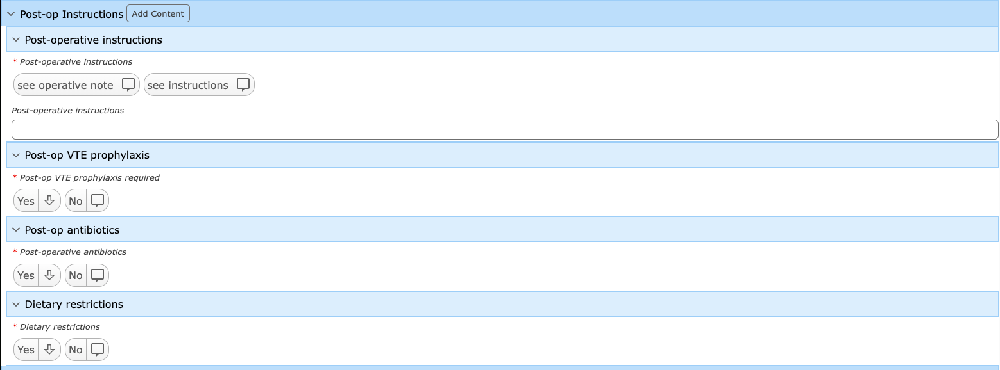 Post-op Instructions Add Content
Post-operative instructions
* Post-operative instructions
see operative note see instructions
Post-operative instructions
Post-op VTE prophylaxis
* Post-op VTE prophylaxis required
Yes No
Post-op antibiotics
* Post-operative antibiotics
Yes No
Dietary restrictions
* Dietary restrictions
Yes No